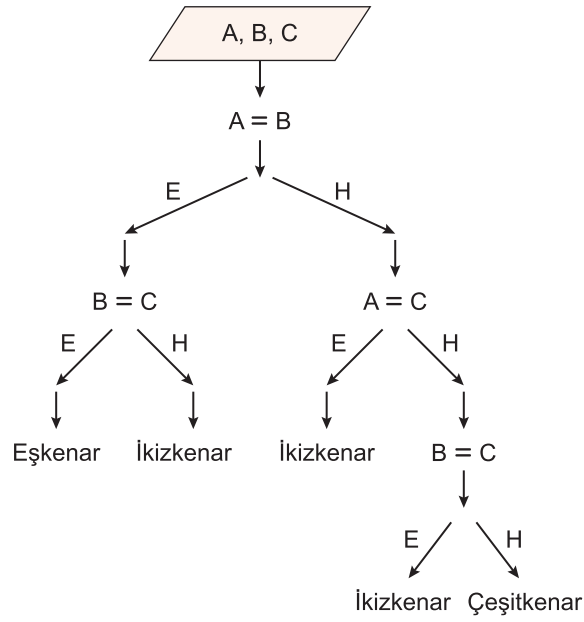 A, B, C
A = B
E H
B = C A = C
E H E H
Eşkenar İkizkenar İkizkenar B = C
E H
İkizkenar Çeşitkenar